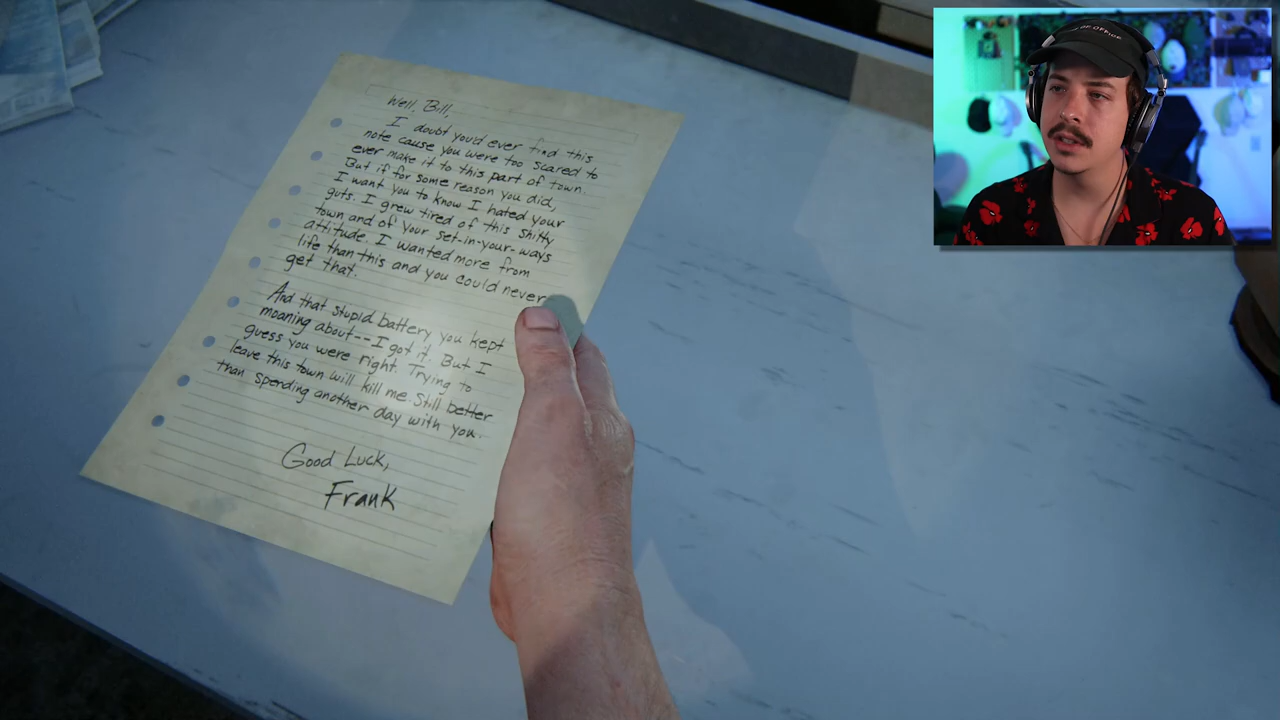 Well, Bill,
I doubt you'd ever find this
note cause you were too scared to
ever make it to this part of town.
But if for some reason you did,
I want you to know I hated your
guts. I grew tired of this shitty
town and of your set-in-your-ways
attitude. I wanted more from
life than this and you could never
get that.
And that stupid battery you kept
moaning about--I got it. But I
guess you were right. Trying to
leave this town will kill me. Still better
than spending another day with you.
Good Luck,
Frank
OF OFFICE